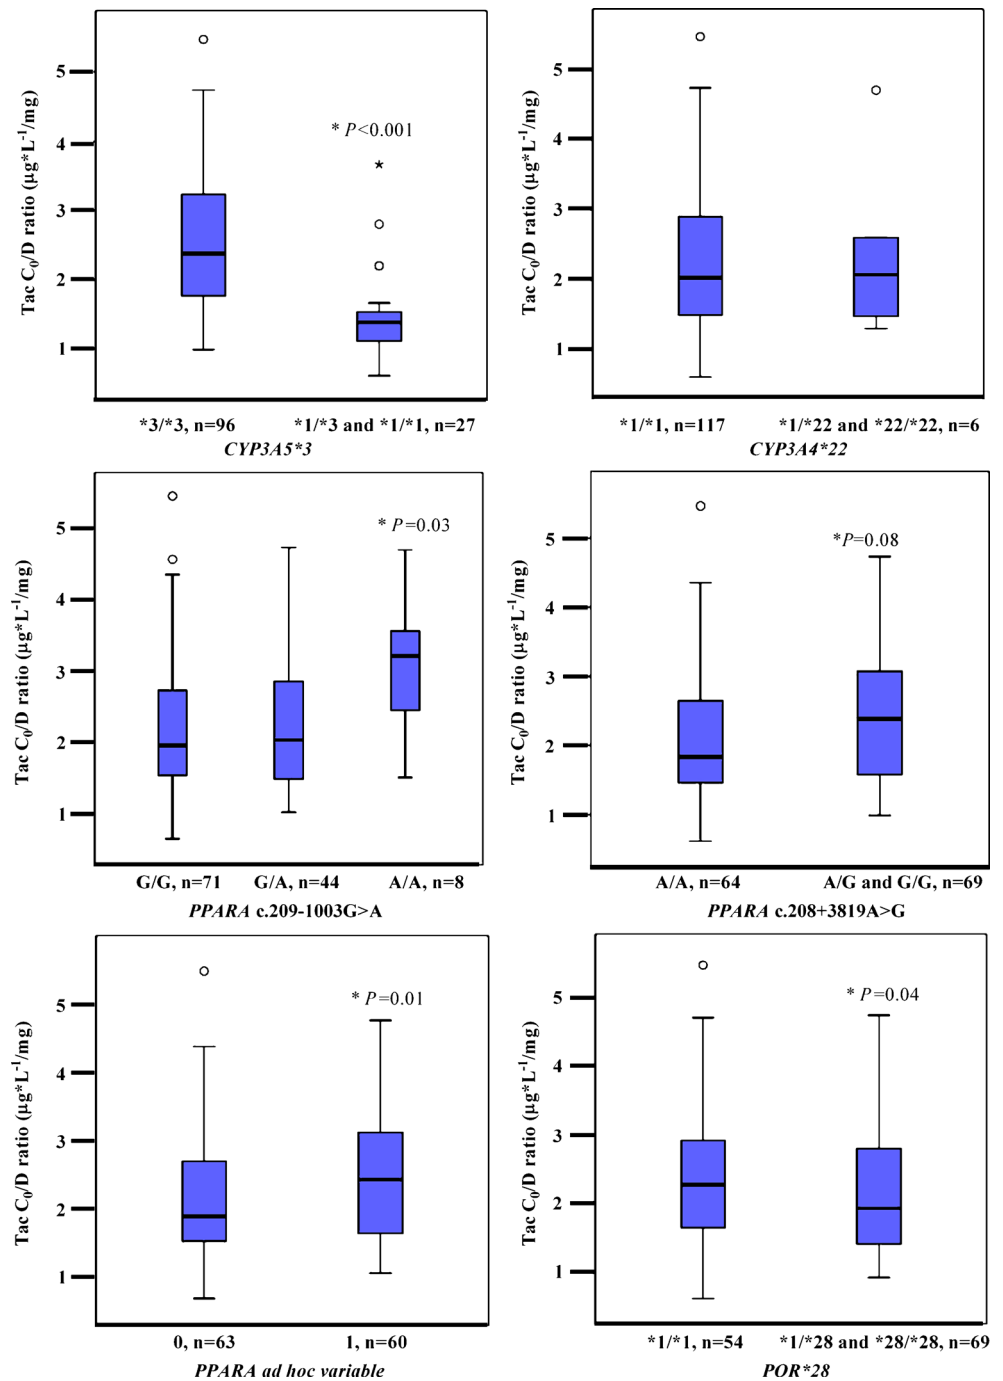 Tac C0/D ratio (µg*L-1/mg)
5
4
3
2
1
* P<0.001
*3/*3, n=96
*1/*3 and *1/*1, n=27
CYP3A5*3
Tac C0/D ratio (µg*L-1/mg)
5
4
3
2
1
*1/*1, n=117
*1/*22 and *22/*22, n=6
CYP3A4*22
Tac C0/D ratio (µg*L-1/mg)
5
4
3
2
1
* P=0.03
G/G, n=71
G/A, n=44
A/A, n=8
PPARA c.209-1003G>A
Tac C0/D ratio (µg*L-1/mg)
5
4
3
2
1
*P=0.08
A/A, n=64
A/G and G/G, n=69
PPARA c.208+3819A>G
Tac C0/D ratio (µg*L-1/mg)
5
4
3
2
1
* P=0.01
0, n=63
1, n=60
PPARA ad hoc variable
Tac C0/D ratio (µg*L-1/mg)
5
4
3
2
1
* P=0.04
*1/*1, n=54
*1/*28 and *28/*28, n=69
POR*28